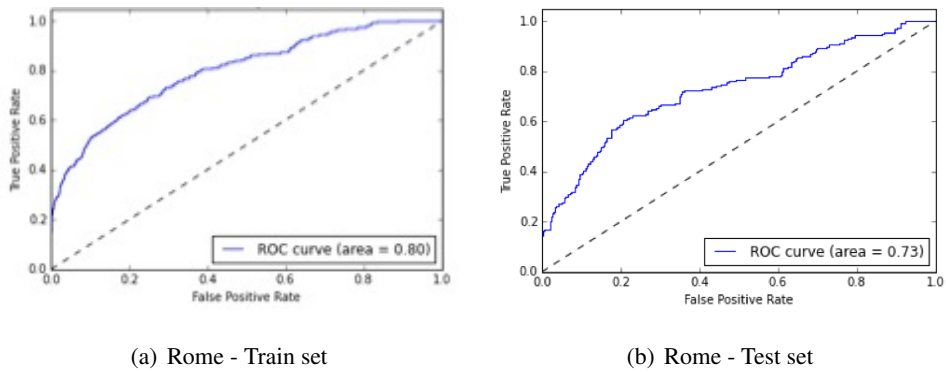 1.0
0.8
0.6
0.4
0.2
0.0
True Positive Rate
0.0 0.2 0.4 0.6 0.8 1.0
False Positive Rate
ROC curve (area = 0.80)
(a) Rome - Train set
1.0
0.8
0.6
0.4
0.2
0.0
True Positive Rate
0.0 0.2 0.4 0.6 0.8 1.0
False Positive Rate
ROC curve (area = 0.73)
(b) Rome - Test set